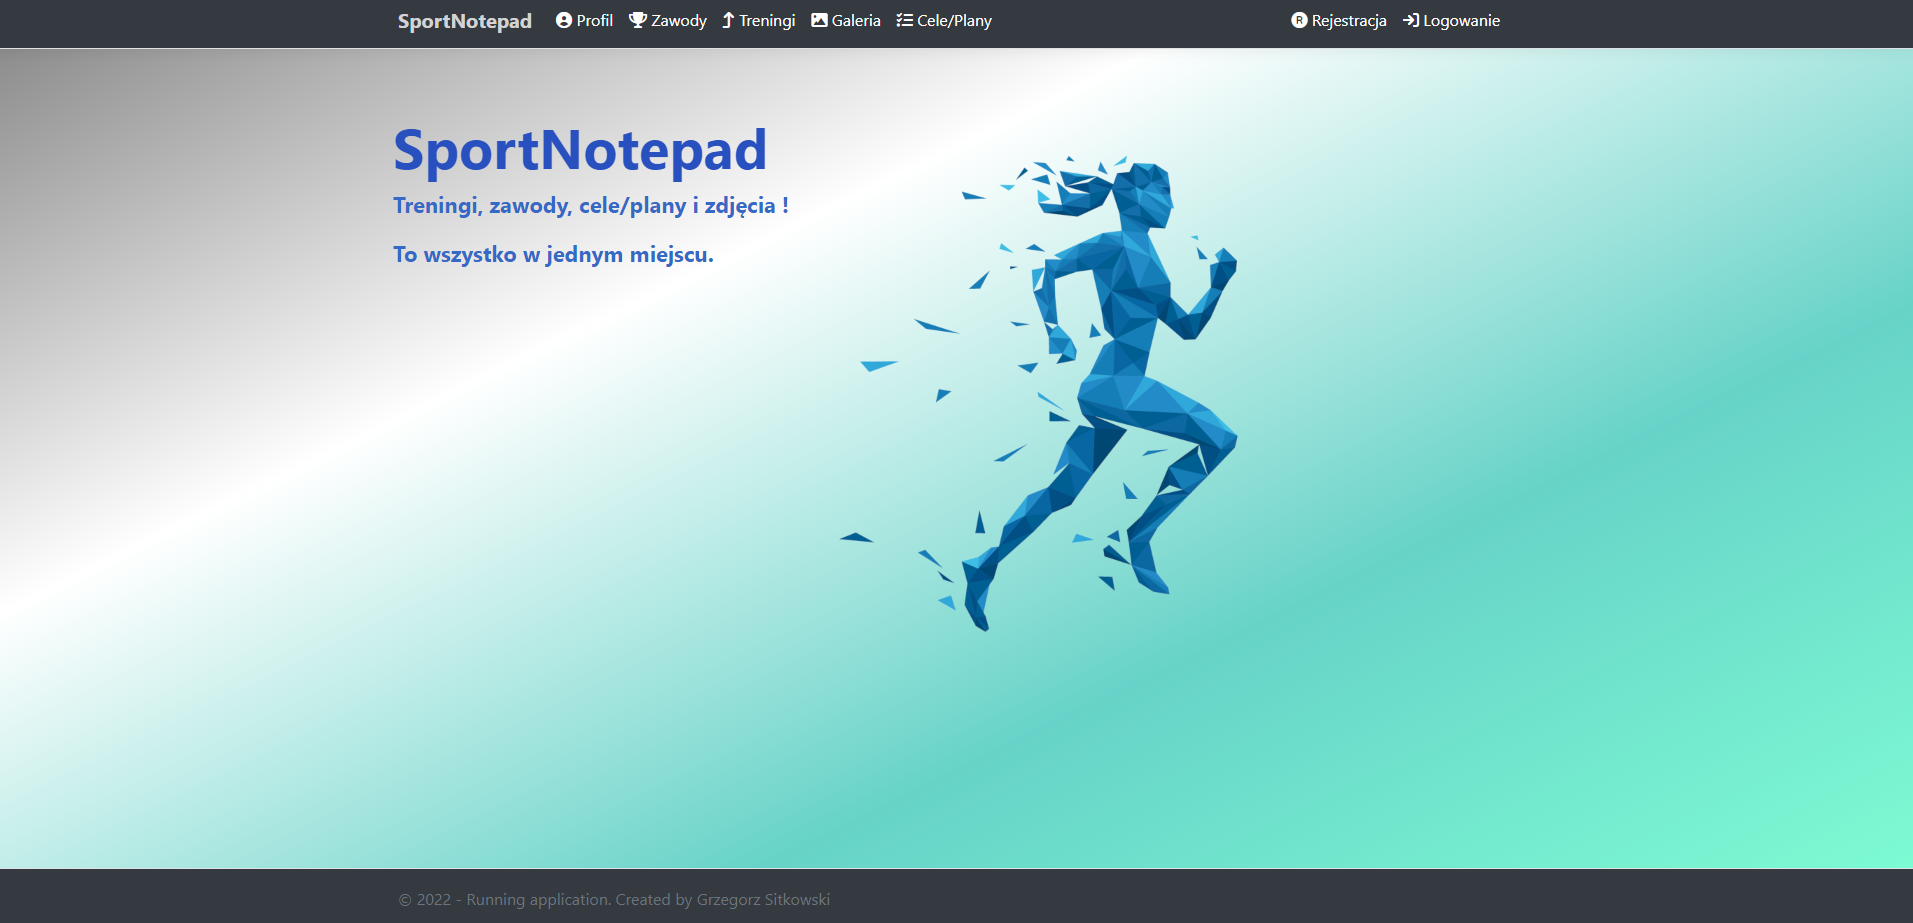 SportNotepad Profil Zawody Treningi Galeria Cele/Plany R Rejestracja Logowanie
SportNotepad
Treningi, zawody, cele/plany i zdjęcia !
To wszystko w jednym miejscu.
© 2022 - Running application. Created by Grzegorz Sitkowski